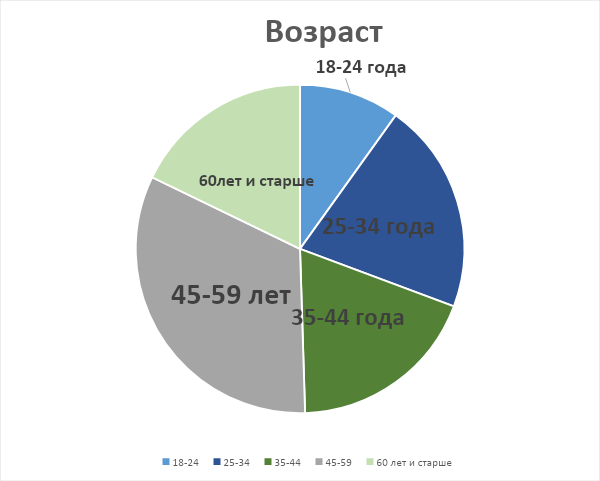 Возраст
18-24 года
60лет и старше
25-34 года
45-59 лет
35-44 года
18-24 25-34 35-44 45-59 60 лет и старше